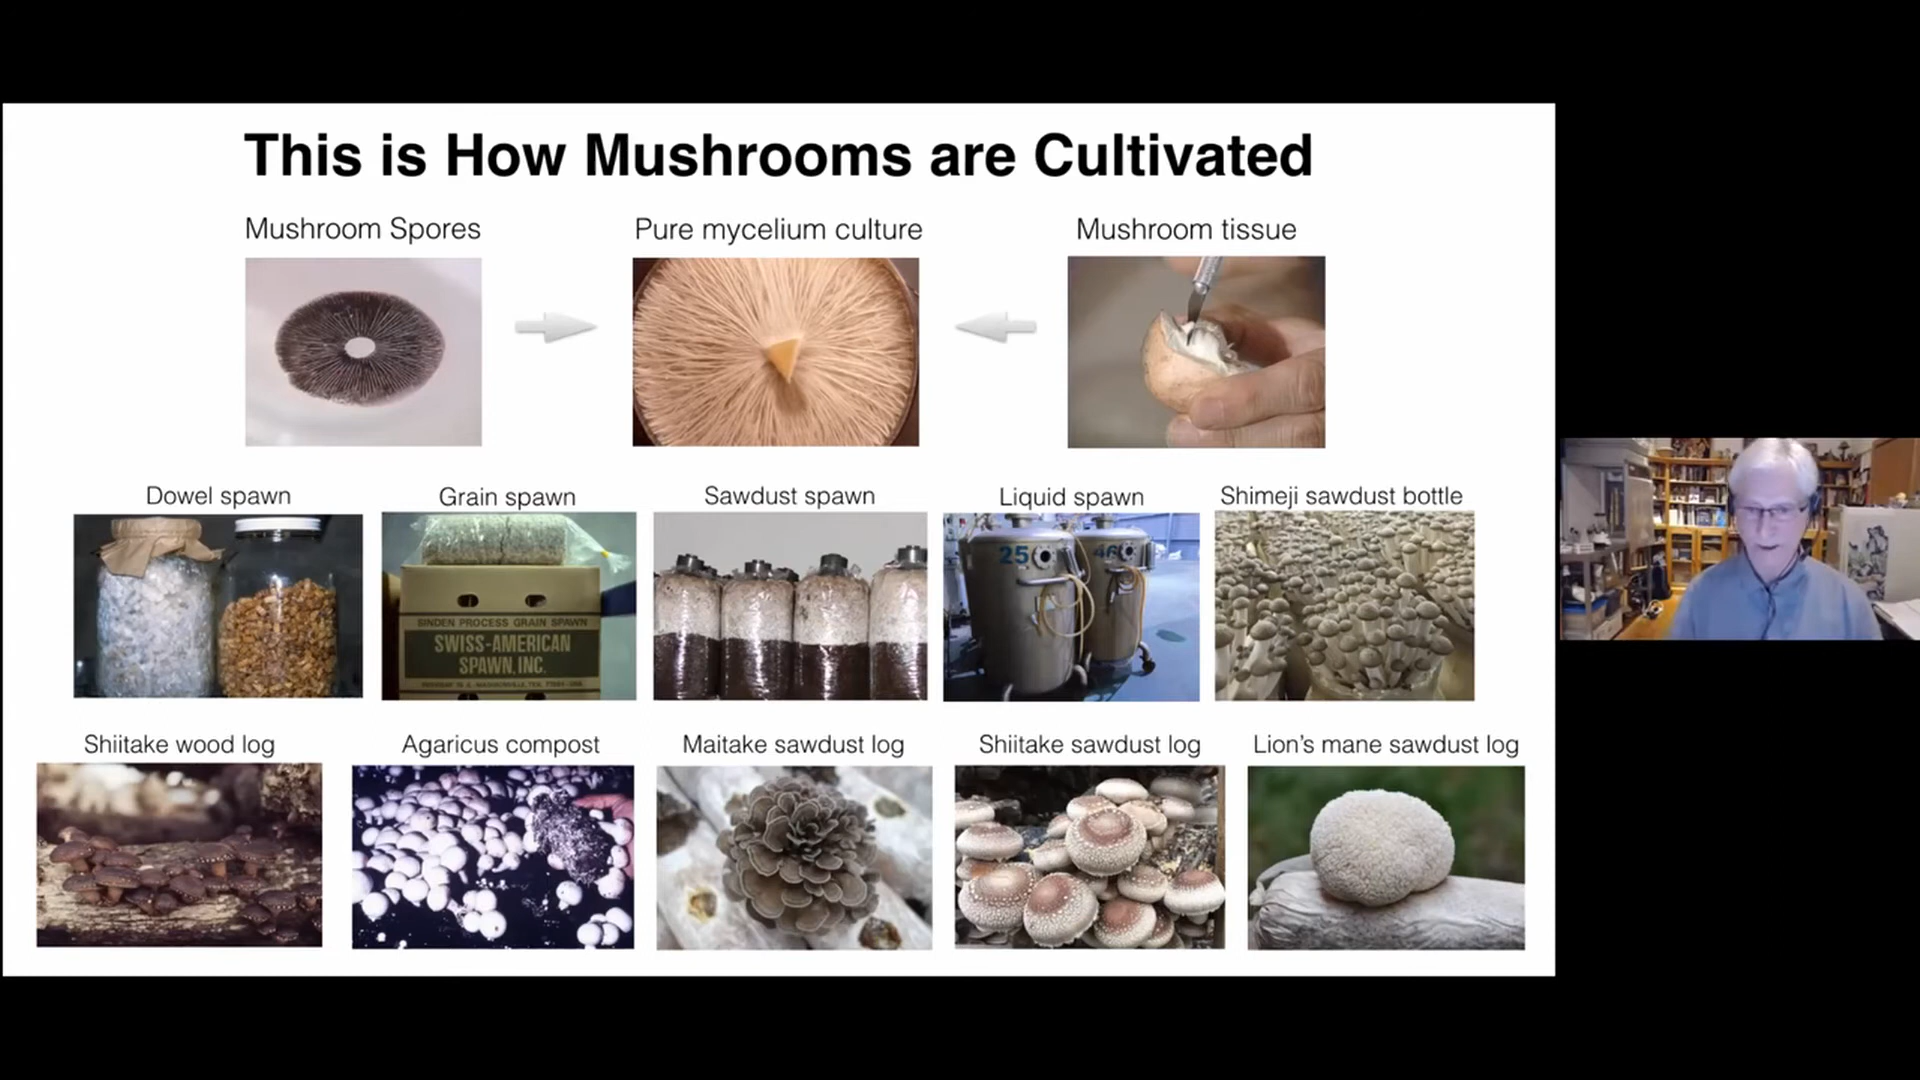 This is How Mushrooms are Cultivated
Mushroom Spores
Pure mycelium culture
Mushroom tissue
Dowel spawn
Grain spawn
Sawdust spawn
Liquid spawn
Shimeji sawdust bottle
25
46
SINDEN PROCESS GRAIN SPAWN
SWISS-AMERICAN
SPAWN, INC.
Shiitake wood log
Agaricus compost
Maitake sawdust log
Shiitake sawdust log
Lion's mane sawdust log